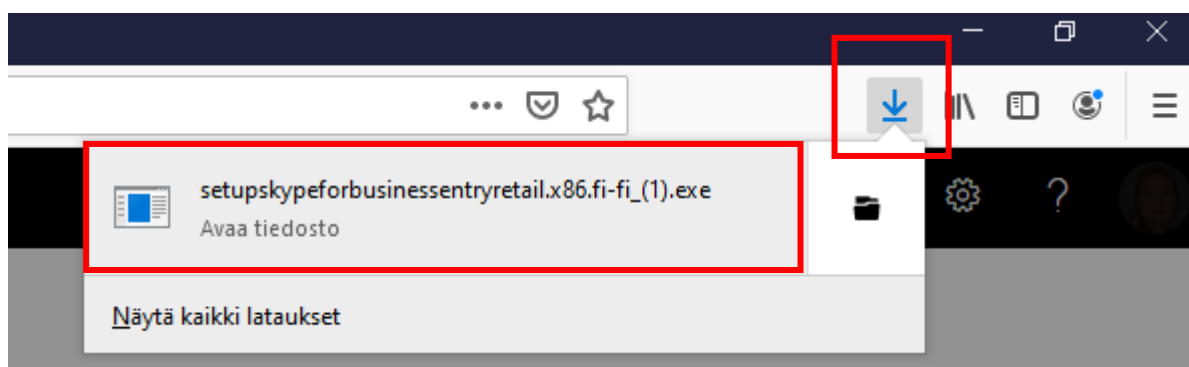 setupskypeforbusinessentryretail.x86.fi-fi_(1).exe
Avaa tiedosto
Näytä kaikki lataukset